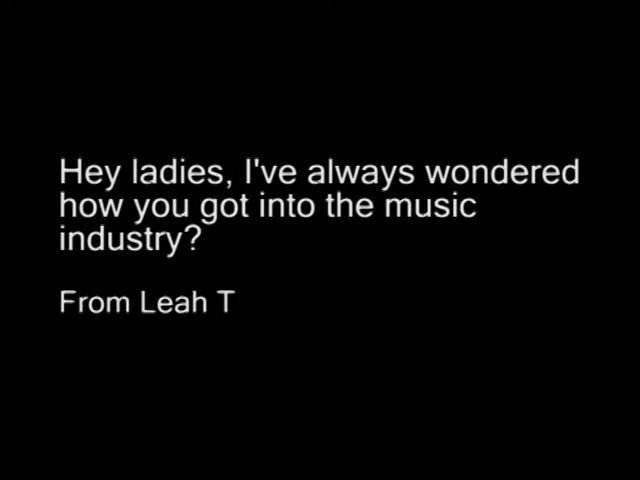 Hey ladies, I've always wondered
how you got into the music
industry?
From Leah T